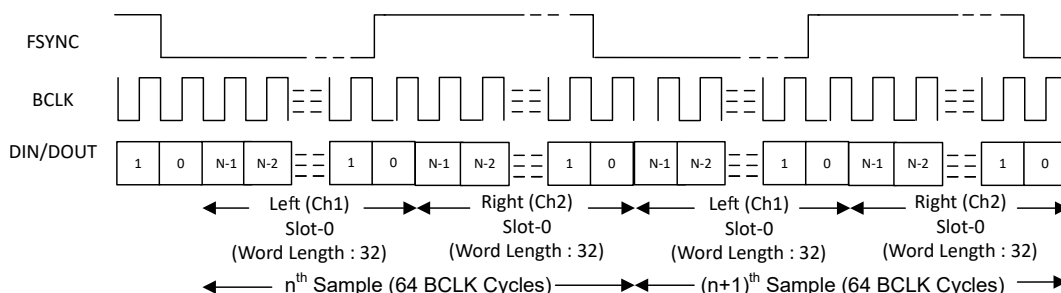 FSYNC
BCLK
DIN/DOUT
1 0 N-1 N-2 1 0 N-1 N-2 1 0 N-1 N-2 1 0 N-1 N-2 1 0
Left (Ch1) Right (Ch2) Left (Ch1) Right (Ch2)
Slot-0 Slot-0 Slot-0 Slot-0
(Word Length : 32) (Word Length : 32) (Word Length : 32) (Word Length : 32)
nth Sample (64 BCLK Cycles) (n+1)th Sample (64 BCLK Cycles)